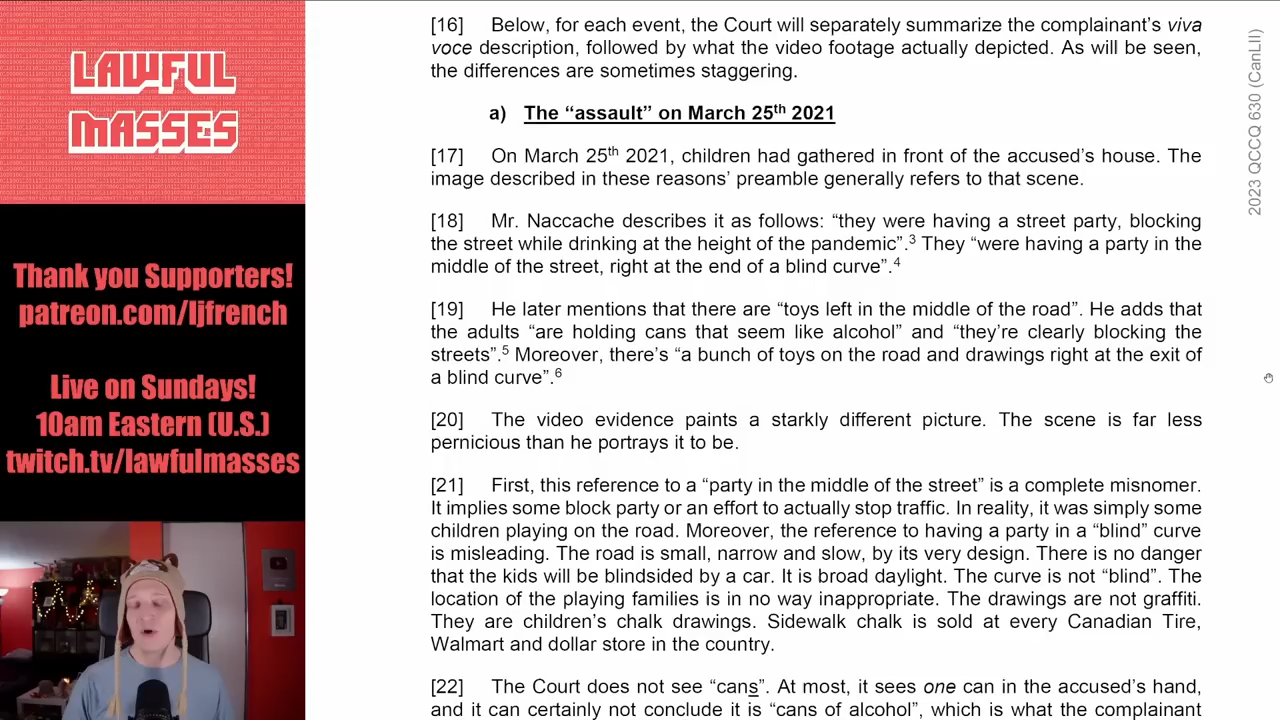 LAWFUL
MASSES
Thank you Supporters!
patreon.com/ljfrench
Live on Sundays!
10am Eastern (U.S.)
twitch.tv/lawfulmasses
[16] Below, for each event, the Court will separately summarize the complainant’s viva
voce description, followed by what the video footage actually depicted. As will be seen,
the differences are sometimes staggering.
a) The “assault” on March 25th 2021
[17] On March 25th 2021, children had gathered in front of the accused’s house. The
image described in these reasons’ preamble generally refers to that scene.
[18] Mr. Naccache describes it as follows: “they were having a street party, blocking
the street while drinking at the height of the pandemic”.3 They “were having a party in the
middle of the street, right at the end of a blind curve”.4
[19] He later mentions that there are “toys left in the middle of the road”. He adds that
the adults “are holding cans that seem like alcohol” and “they’re clearly blocking the
streets”.5 Moreover, there’s “a bunch of toys on the road and drawings right at the exit of
a blind curve”.6
[20] The video evidence paints a starkly different picture. The scene is far less
pernicious than he portrays it to be.
[21] First, this reference to a “party in the middle of the street” is a complete misnomer.
It implies some block party or an effort to actually stop traffic. In reality, it was simply some
children playing on the road. Moreover, the reference to having a party in a “blind” curve
is misleading. The road is small, narrow and slow, by its very design. There is no danger
that the kids will be blindsided by a car. It is broad daylight. The curve is not “blind”. The
location of the playing families is in no way inappropriate. The drawings are not graffiti.
They are children’s chalk drawings. Sidewalk chalk is sold at every Canadian Tire,
Walmart and dollar store in the country.
[22] The Court does not see “cans”. At most, it sees one can in the accused’s hand,
and it can certainly not conclude it is “cans of alcohol”, which is what the complainant
2023 QCCQ 630 (CanLII)